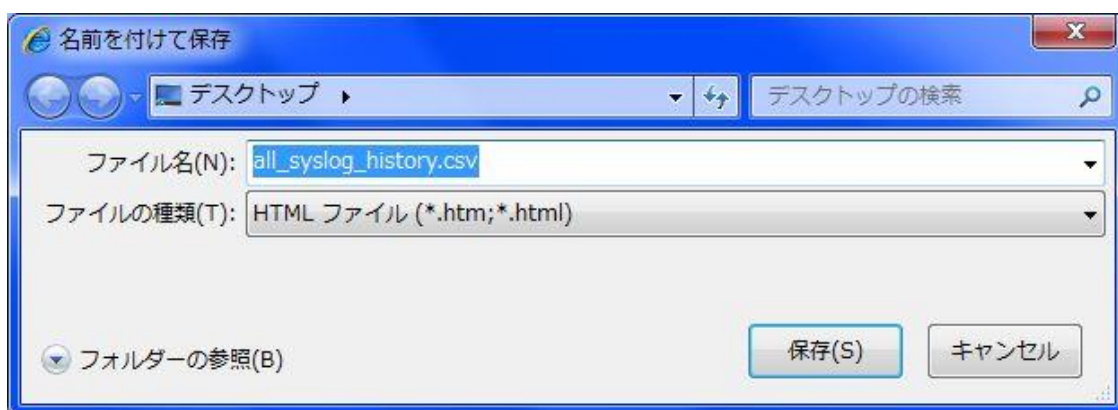 名前を付けて保存
デスクトップ
デスクトップの検索
ファイル名(N): all_syslog_history.csv
ファイルの種類(T): HTML ファイル (*.htm;*.html)
フォルダーの参照(B)
保存(S)
キャンセル